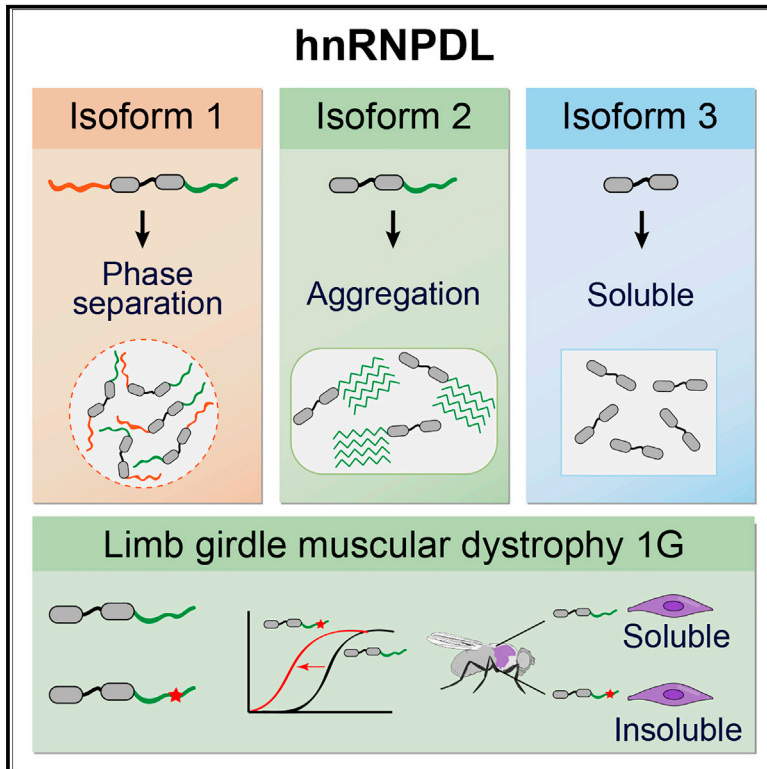 hnRNPDL
Isoform 1
Phase
separation
Isoform 2
Aggregation
Isoform 3
Soluble
Limb girdle muscular dystrophy 1G
Soluble
Insoluble